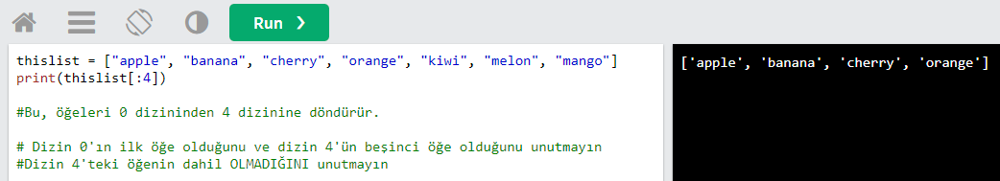 Run ❯
thislist = ["apple", "banana", "cherry", "orange", "kiwi", "melon", "mango"]
print(thislist[:4])
#Bu, öğeleri 0 dizininden 4 dizinine döndürür.
# Dizin 0'ın ilk öğe olduğunu ve dizin 4'ün beşinci öğe olduğunu unutmayın
#Dizin 4'teki öğenin dahil OLMADIĞINI unutmayın
['apple', 'banana', 'cherry', 'orange']